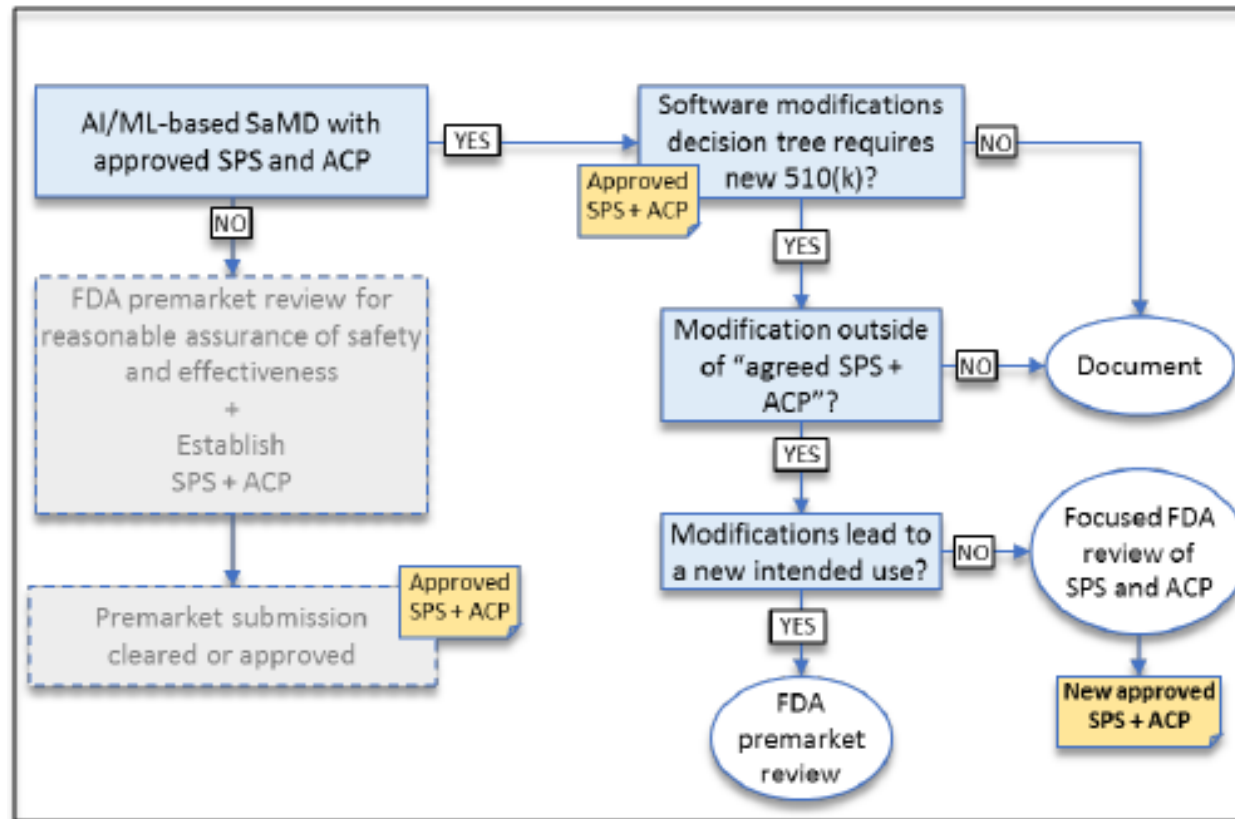 AI/ML-based SaMD with
approved SPS and ACP
YES
Software modifications
decision tree requires
new 510(k)?
NO
Approved
SPS + ACP
NO
YES
FDA premarket review for
reasonable assurance of safety
and effectiveness
+
Establish
SPS + ACP
Modification outside
of “agreed SPS +
ACP”?
NO
Document
YES
Modifications lead to
a new intended use?
NO
Focused FDA
review of
SPS and ACP
Approved
SPS + ACP
Premarket submission
cleared or approved
YES
FDA
premarket
review
New approved
SPS + ACP